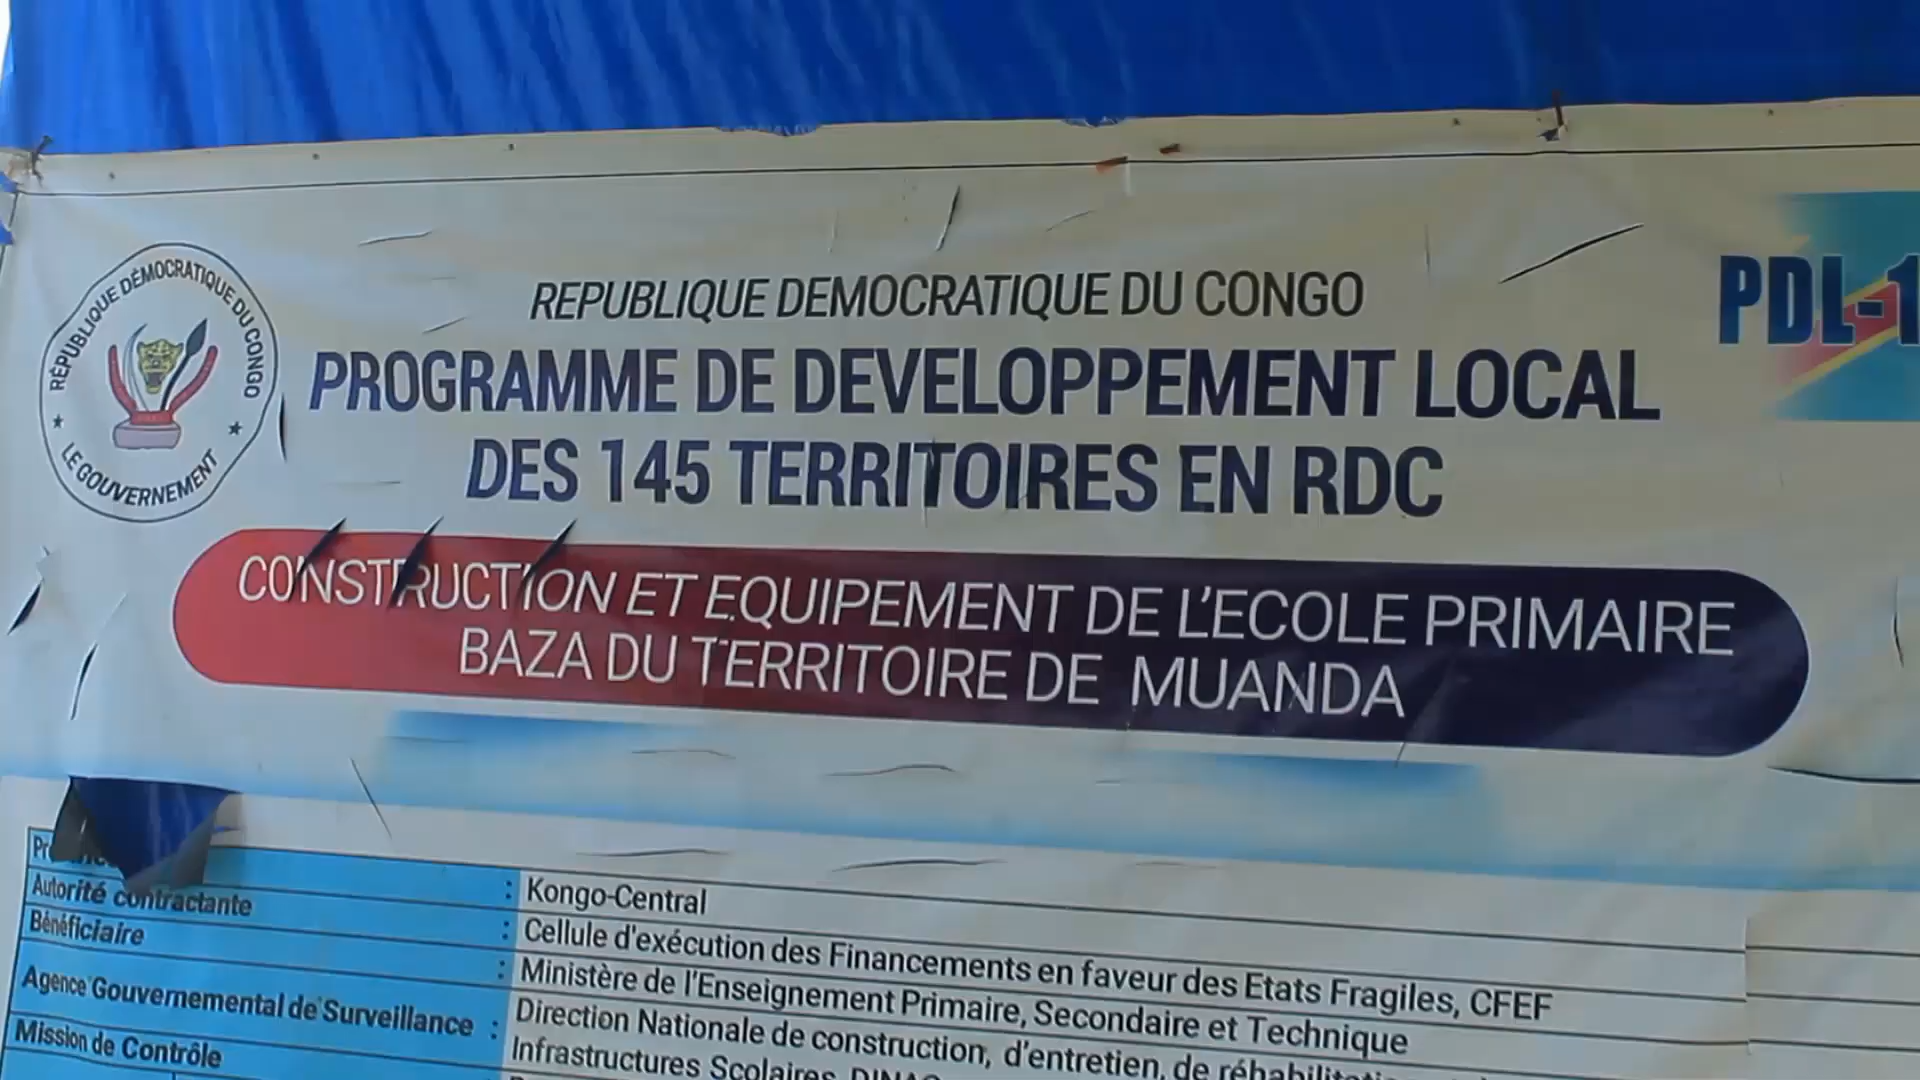 RÉPUBLIQUE DÉMOCRATIQUE DU CONGO
LE GOUVERNEMENT
REPUBLIQUE DEMOCRATIQUE DU CONGO
PDL-1
PROGRAMME DE DEVELOPPEMENT LOCAL
DES 145 TERRITOIRES EN RDC
CONSTRUCTION ET EQUIPEMENT DE L'ECOLE PRIMAIRE
BAZA DU TERRITOIRE DE MUANDA
: Kongo-Central
Autorité contractante : Cellule d'exécution des Financements en faveur des Etats Fragiles, CFEF
Bénéficiaire : Ministère de l'Enseignement Primaire, Secondaire et Technique
Agence Gouvernemental de Surveillance : Direction Nationale de construction, d'entretien, de
Infrastructures Scolaires,
Mission de Contrôle